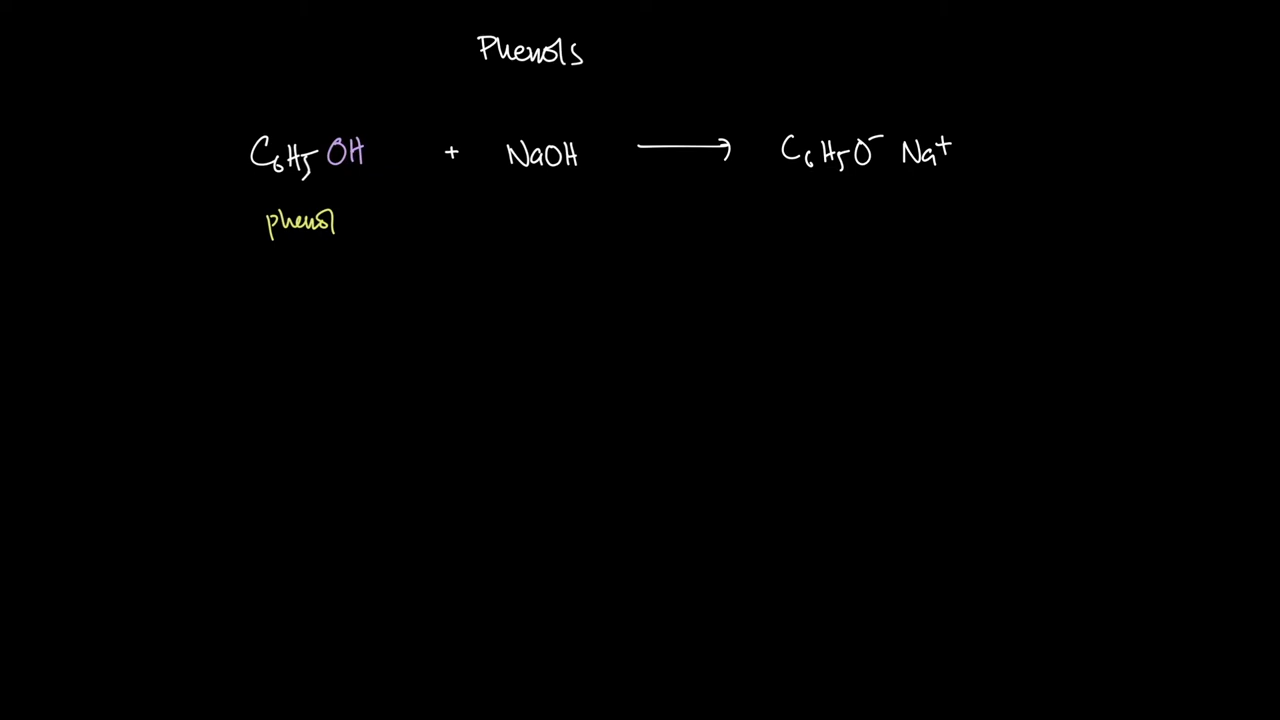 Phenols
C₆H₅OH + NaOH ⟶ C₆H₅O⁻ Na⁺
phenol